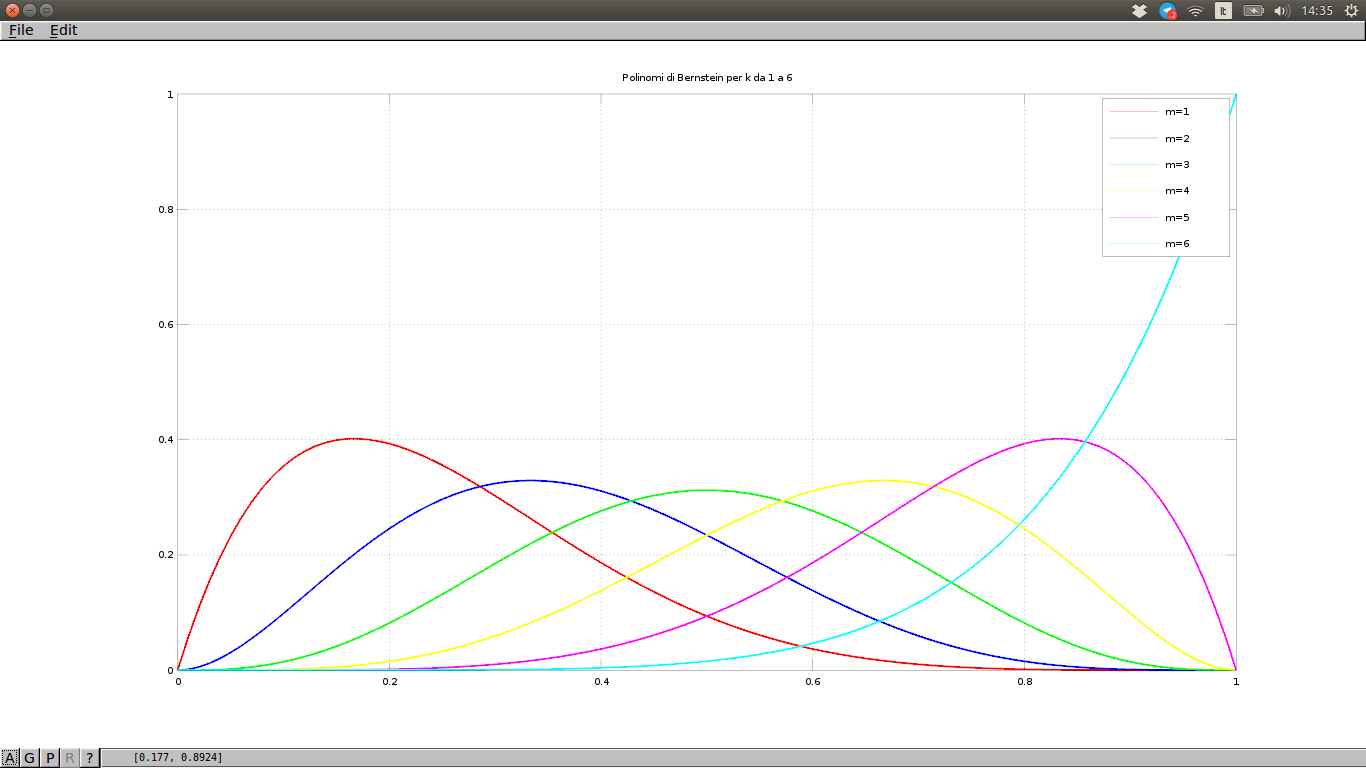 lt 14:35
File Edit
Polinomi di Bernstein per k da 1 a 6
1
0.8
0.6
0.4
0.2
0
0 0.2 0.4 0.6 0.8 1
m=1
m=2
m=3
m=4
m=5
m=6
A G P R ? [0.177, 0.8924]